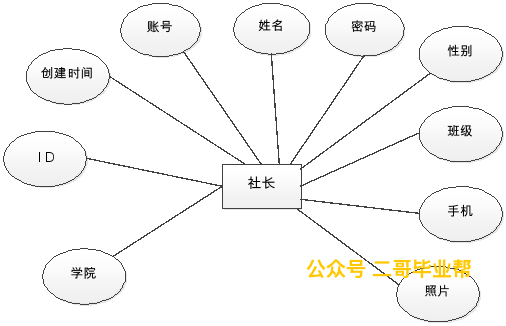 账号
姓名
密码
性别
创建时间
班级
ID
社长
手机
学院
公众号 二哥毕业帮
照片